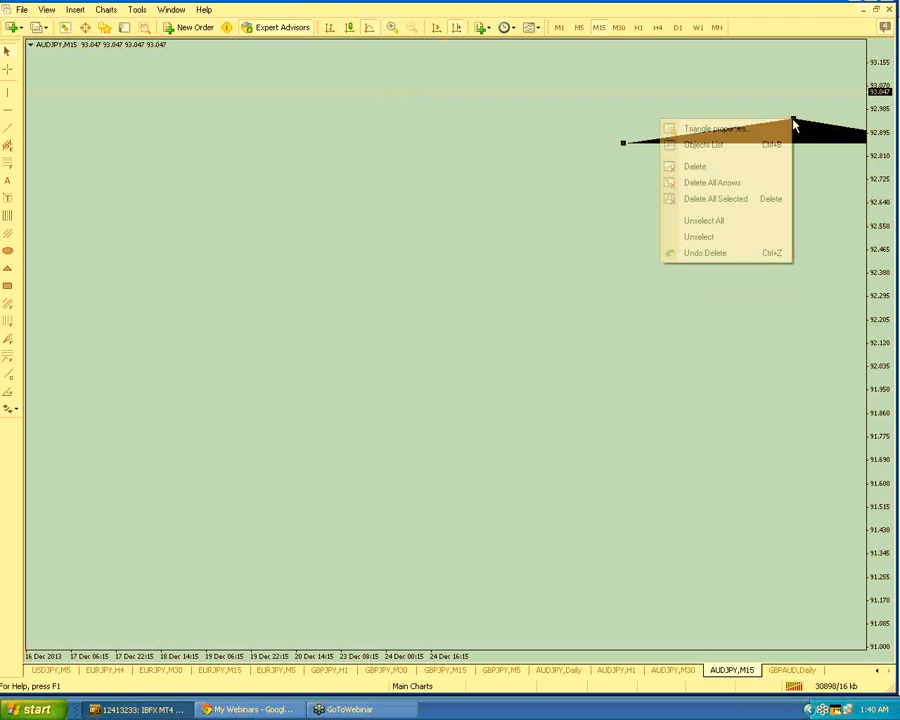 File View Insert Charts Tools Window Help
New Order Expert Advisors M1 M5 M15 M30 H1 H4 D1 W1 MN 4
AUDJPY,M15 93.047 93.047 93.047 93.047
93.155
93.070
93.047
92.985
92.895
92.810
92.725
92.640
92.550
92.465
92.380
92.295
92.205
92.120
92.035
91.950
91.860
91.775
91.690
91.600
91.515
91.430
91.345
91.255
91.170
91.085
91.000
Triangle properties...
Objects List Ctrl+B
Delete
Delete All Arrows
Delete All Selected Delete
Unselect All
Unselect
Undo Delete Ctrl+Z
16 Dec 2013 17 Dec 06:15 17 Dec 22:15 18 Dec 14:15 19 Dec 06:15 19 Dec 22:15 20 Dec 14:15 23 Dec 08:15 24 Dec 00:15 24 Dec 16:15
USDJPY,M5 EURJPY,H4 EURJPY,M30 EURJPY,M15 EURJPY,M5 GBPJPY,H1 GBPJPY,M30 GBPJPY,M15 GBPJPY,M5 AUDJPY,Daily AUDJPY,H1 AUDJPY,M30 AUDJPY,M15 GBPAUD,Daily
For Help, press F1 Main Charts 30898/16 kb
start 12413233: IBFX MT4 ... My Webinars - Googl... GoToWebinar 1:40 AM